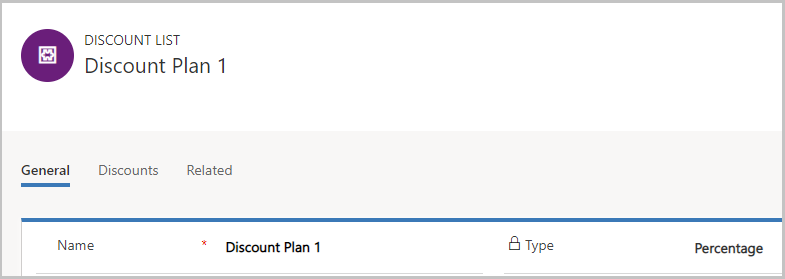 DISCOUNT LIST
Discount Plan 1
General Discounts Related
Name * Discount Plan 1 Type Percentage